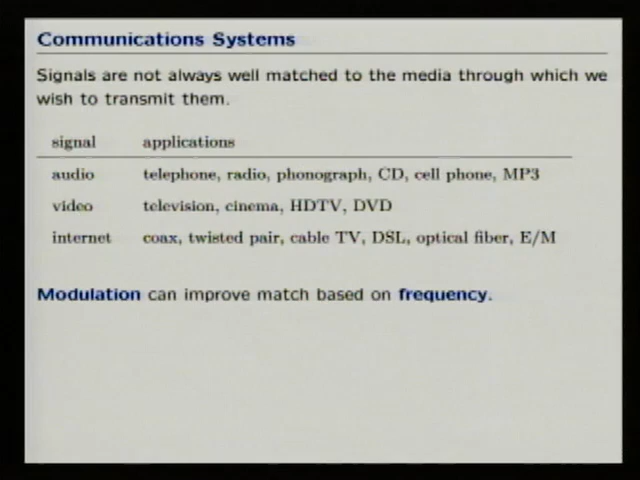 Communications Systems
Signals are not always well matched to the media through which we
wish to transmit them.
signal applications
audio telephone, radio, phonograph, CD, cell phone, MP3
video television, cinema, HDTV, DVD
internet coax, twisted pair, cable TV, DSL, optical fiber, E/M
Modulation can improve match based on frequency.